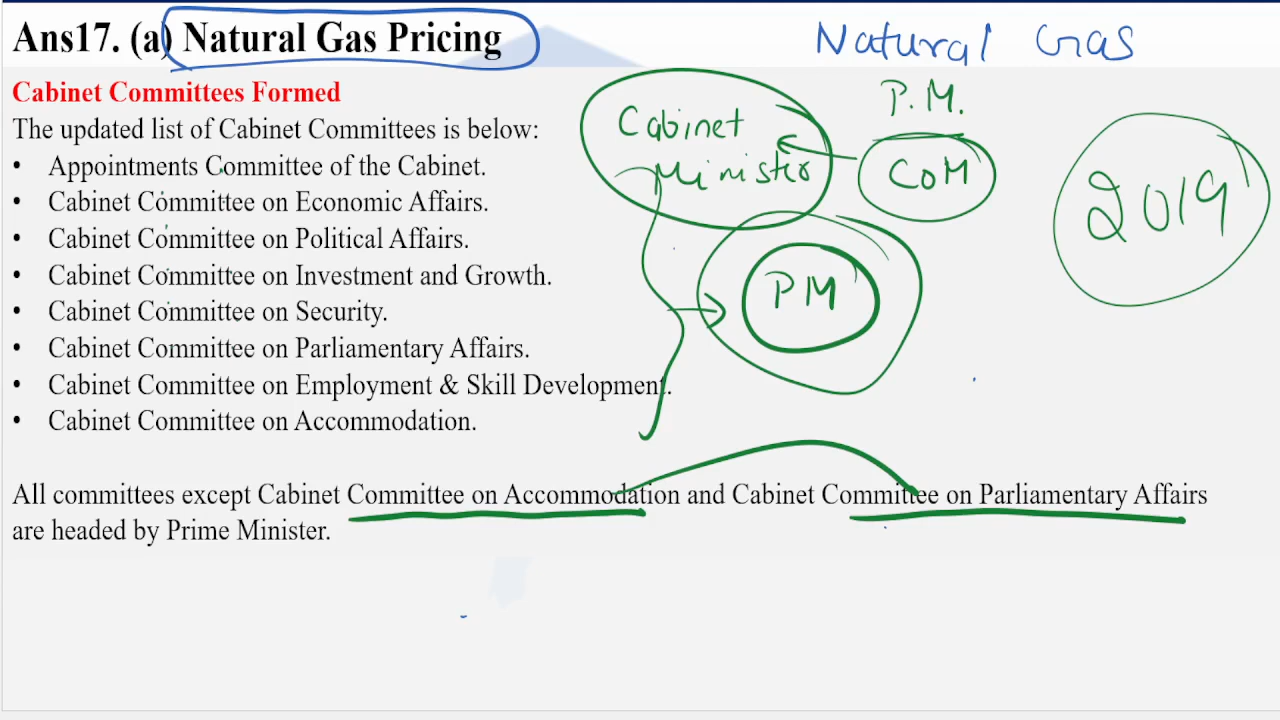 Ans17. (a) Natural Gas Pricing
Natural Gas
Cabinet Committees Formed
The updated list of Cabinet Committees is below:
• Appointments Committee of the Cabinet.
• Cabinet Committee on Economic Affairs.
• Cabinet Committee on Political Affairs.
• Cabinet Committee on Investment and Growth.
• Cabinet Committee on Security.
• Cabinet Committee on Parliamentary Affairs.
• Cabinet Committee on Employment & Skill Development.
• Cabinet Committee on Accommodation.
Cabinet
Minister
P.M.
CoM
PM
2019
All committees except Cabinet Committee on Accommodation and Cabinet Committee on Parliamentary Affairs
are headed by Prime Minister.